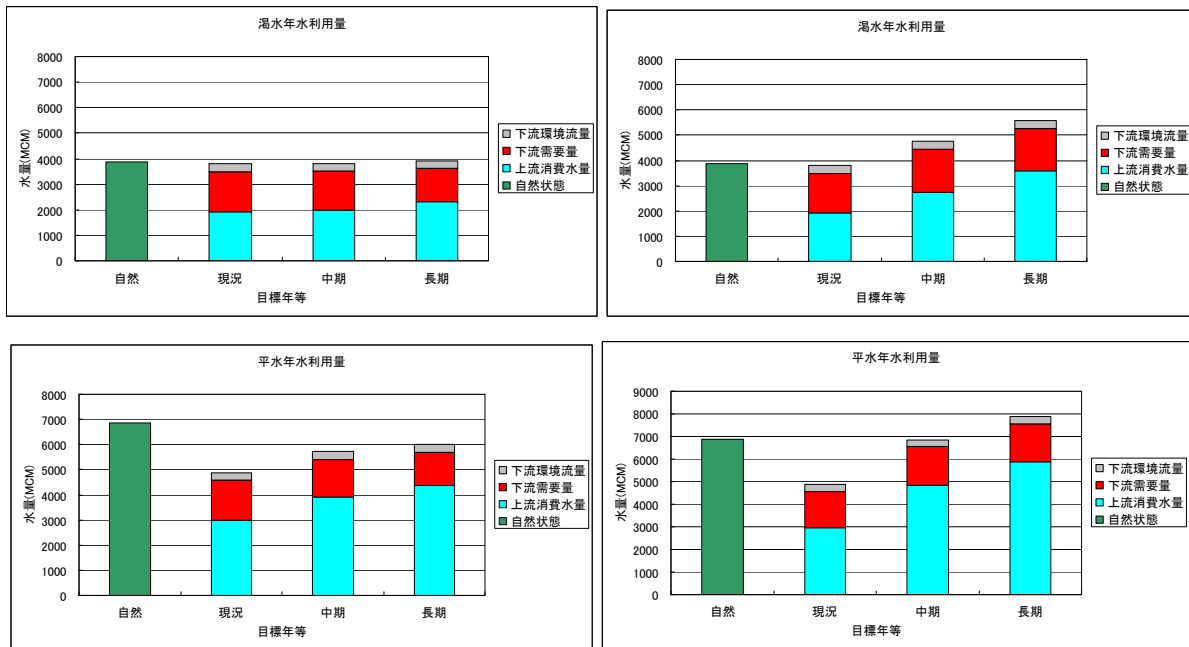 渇水年水利用量
8000
7000
6000
5000
4000
3000
2000
1000
0
水量(MCM)
自然 現況 中期 長期
目標年等
下流環境流量
下流需要量
上流消費水量
自然状態
渇水年水利用量
8000
7000
6000
5000
4000
3000
2000
1000
0
水量(MCM)
自然 現況 中期 長期
目標年等
下流環境流量
下流需要量
上流消費水量
自然状態
平水年水利用量
8000
7000
6000
5000
4000
3000
2000
1000
0
水量(MCM)
自然 現況 中期 長期
目標年等
下流環境流量
下流需要量
上流消費水量
自然状態
平水年水利用量
9000
8000
7000
6000
5000
4000
3000
2000
1000
0
水量(MCM)
自然 現況 中期 長期
目標年等
下流環境流量
下流需要量
上流消費水量
自然状態